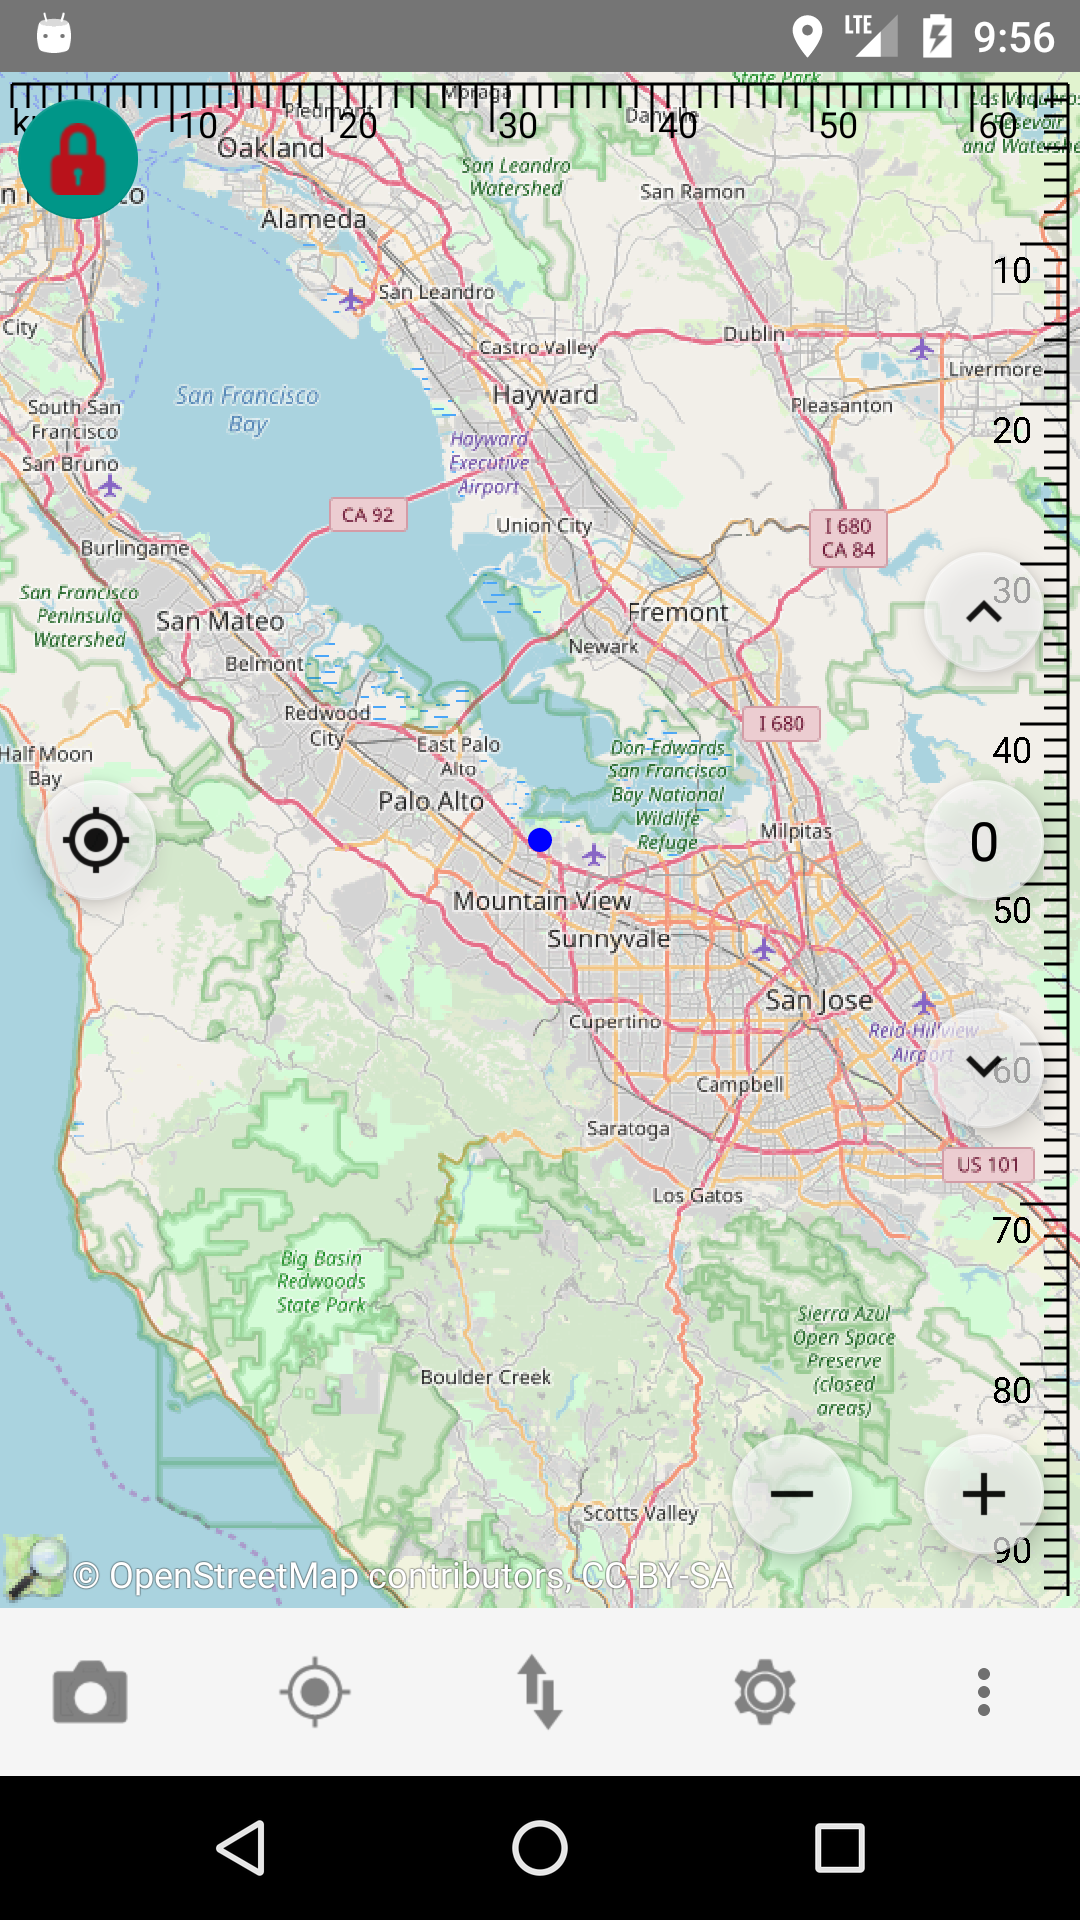 LTE 9:56
State Park
Moraga
Piedmont
Danville
10 20 30 40 50 60
Oakland
San Leandro
Watershed
San Ramon
Alameda
San Leandro
10
City
Castro Valley
Dublin
Livermore
Hayward
San Francisco
Bay
Pleasanton
South San
Francisco
20
Hayward
Executive
Airport
San Bruno
CA 92
Union City
I 680
CA 84
Burlingame
30
San Francisco
Peninsula
Watershed
San Mateo
Fremont
Newark
Belmont
Redwood
City
I 680
East Palo
Alto
Half Moon
Bay
40
Don Edwards
San Francisco
Bay National
Wildlife
Refuge
Palo Alto
Milpitas
0
Mountain View
50
Sunnyvale
San Jose
Cupertino
Reid-Hillview
Airport
60
Campbell
Saratoga
US 101
Los Gatos
70
Big Basin
Redwoods
State Park
Sierra Azul
Open Space
Preserve
(closed
areas)
Boulder Creek
80
Scotts Valley
90
© OpenStreetMap contributors, CC-BY-SA